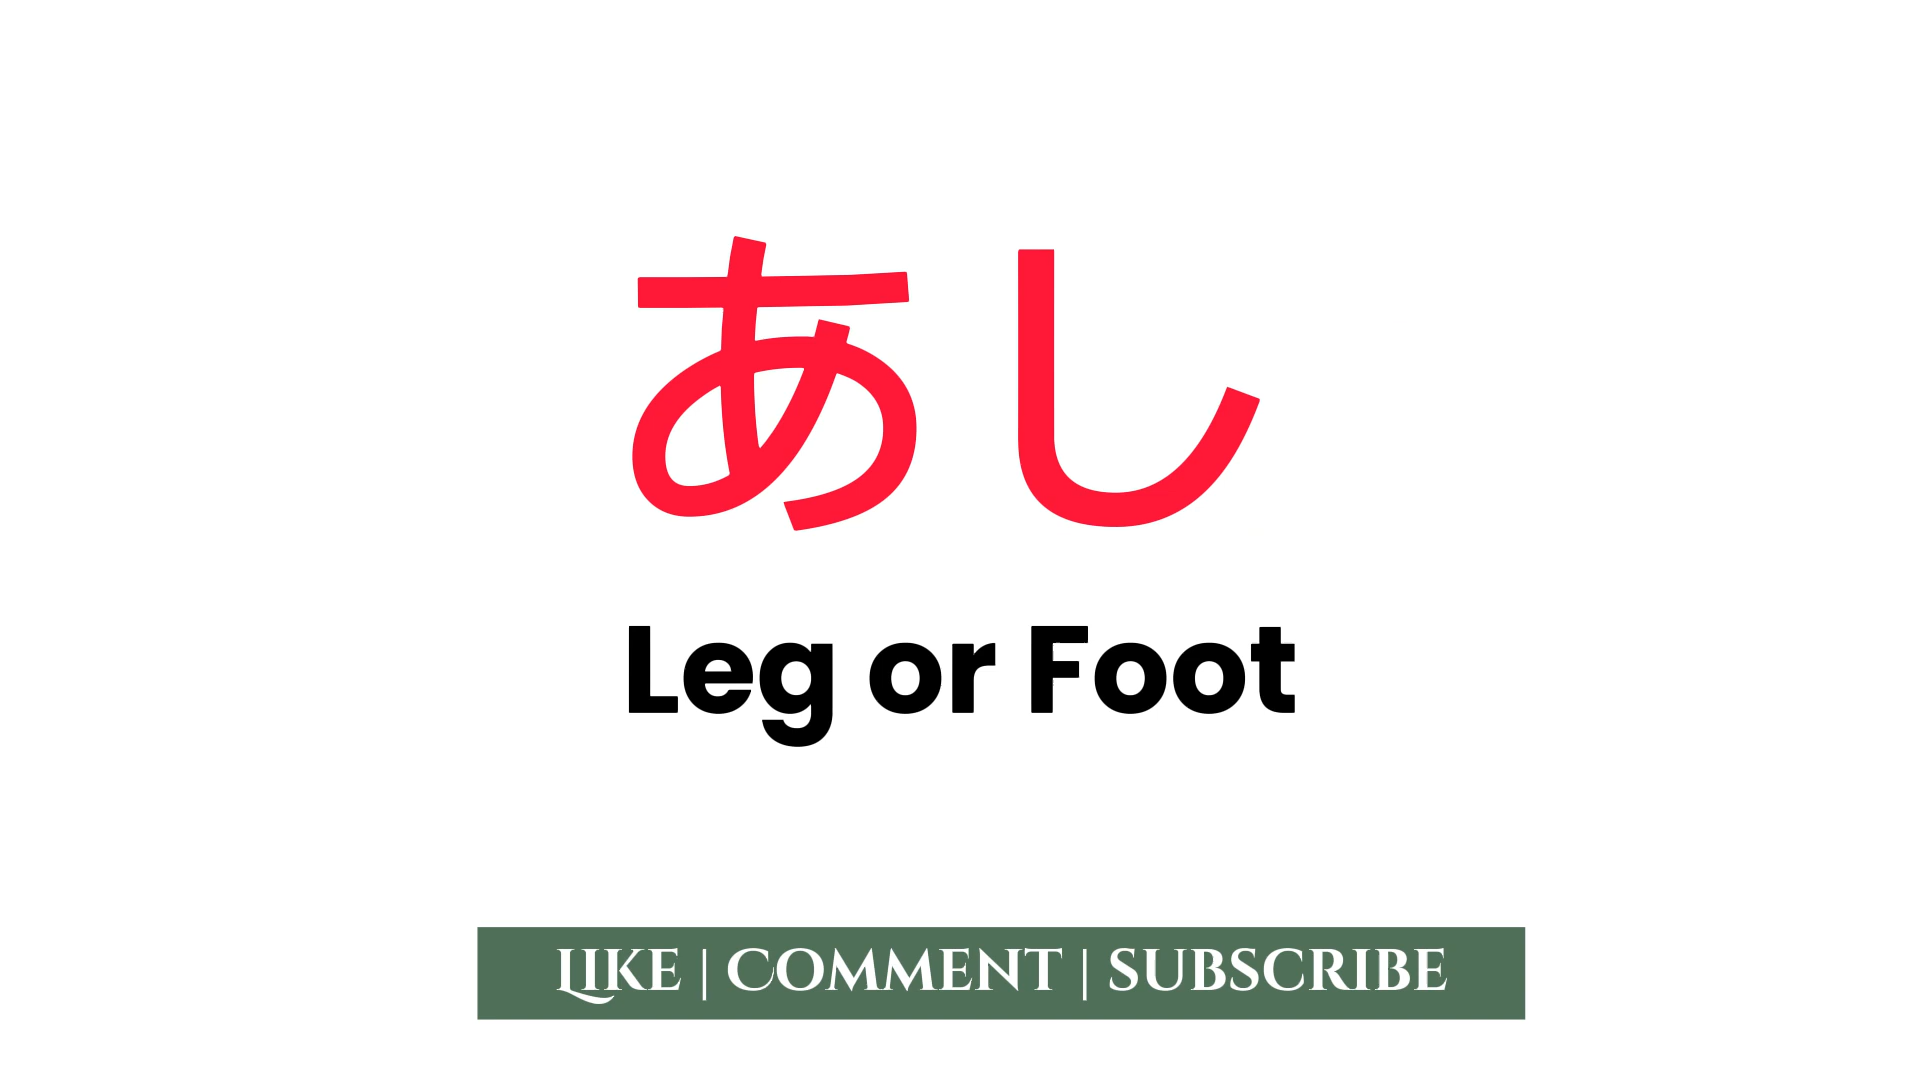 あし
Leg or Foot
LIKE | COMMENT | SUBSCRIBE